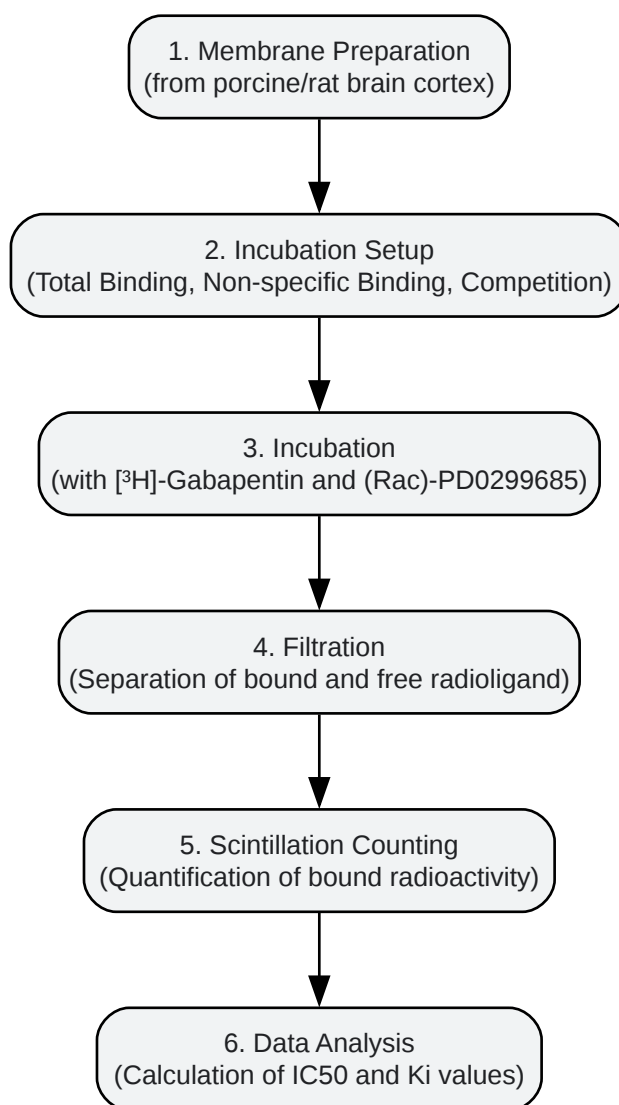 1. Membrane Preparation
(from porcine/rat brain cortex)
2. Incubation Setup
(Total Binding, Non-specific Binding, Competition)
3. Incubation
(with [³H]-Gabapentin and (Rac)-PD0299685)
4. Filtration
(Separation of bound and free radioligand)
5. Scintillation Counting
(Quantification of bound radioactivity)
6. Data Analysis
(Calculation of IC50 and Ki values)